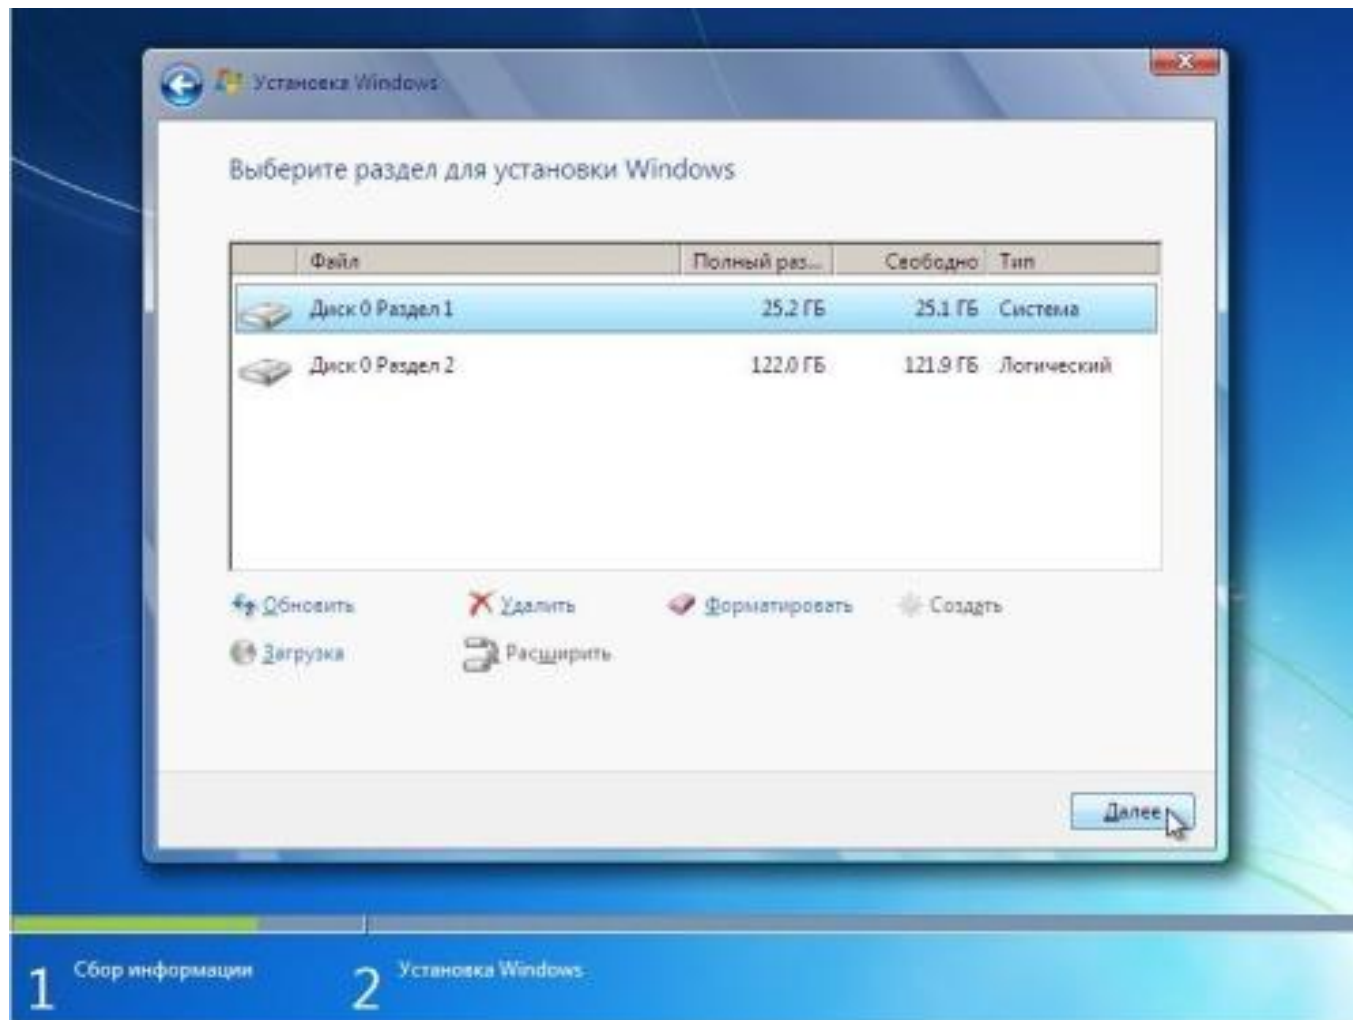 Установка Windows
Выберите раздел для установки Windows
Файл Полный раз... Свободно Тип
Диск 0 Раздел 1 25.2 ГБ 25.1 ГБ Система
Диск 0 Раздел 2 122.0 ГБ 121.9 ГБ Логический
Обновить Удалить Форматировать Создать
Загрузка Расширить
Далее
1 Сбор информации 2 Установка Windows